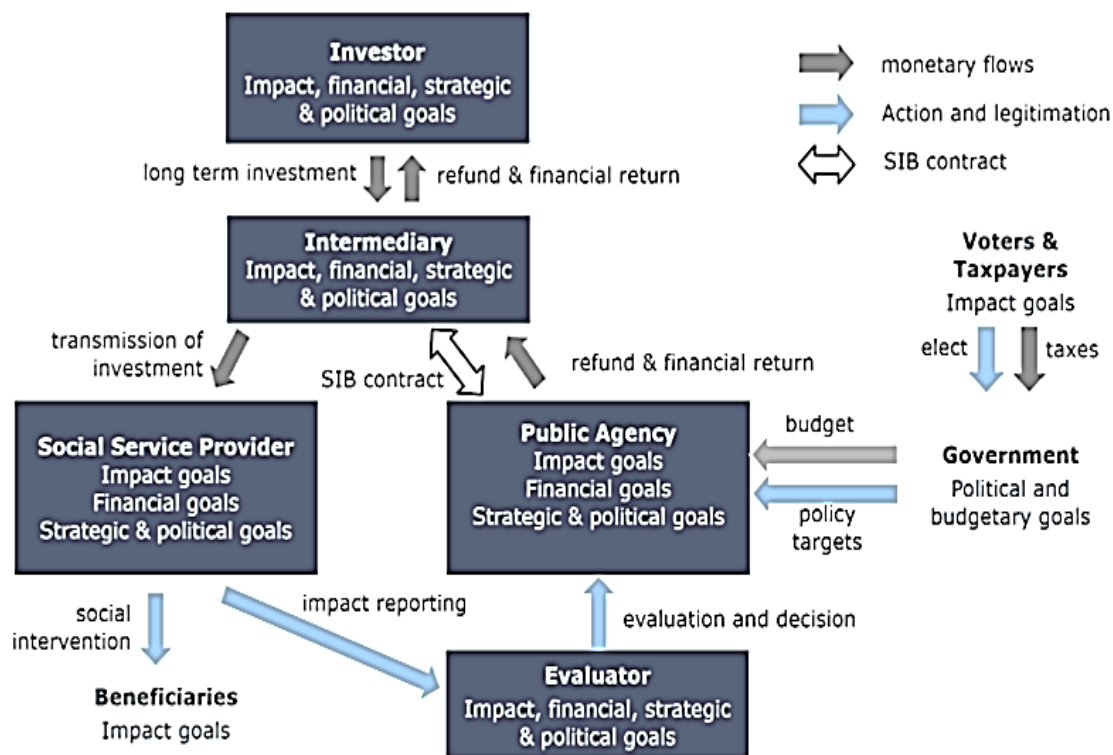 Investor
Impact, financial, strategic
& political goals
monetary flows
Action and legitimation
SIB contract
long term investment
refund & financial return
Intermediary
Impact, financial, strategic
& political goals
Voters &
Taxpayers
Impact goals
elect
taxes
transmission of
investment
SIB contract
refund & financial return
Social Service Provider
Impact goals
Financial goals
Strategic & political goals
Public Agency
Impact goals
Financial goals
Strategic & political goals
budget
policy
targets
Government
Political and
budgetary goals
social
intervention
impact reporting
evaluation and decision
Beneficiaries
Impact goals
Evaluator
Impact, financial, strategic
& political goals